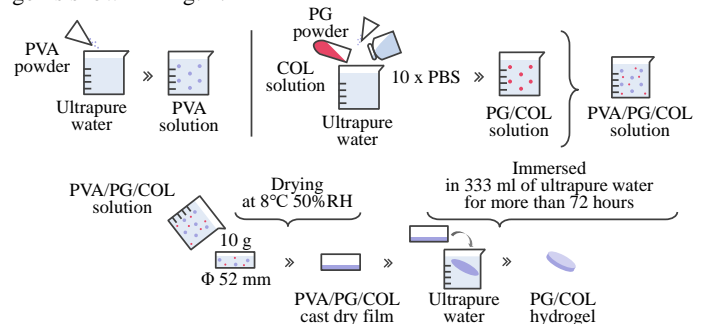 PVA
powder
Ultrapure
water
PVA
solution
PG
powder
COL
solution
10 x PBS
Ultrapure
water
PG/COL
solution
PVA/PG/COL
solution
PVA/PG/COL
solution
Drying
at 8°C 50%RH
Immersed
in 333 ml of ultrapure water
for more than 72 hours
10 g
Φ 52 mm
PVA/PG/COL
cast dry film
Ultrapure
water
PG/COL
hydrogel